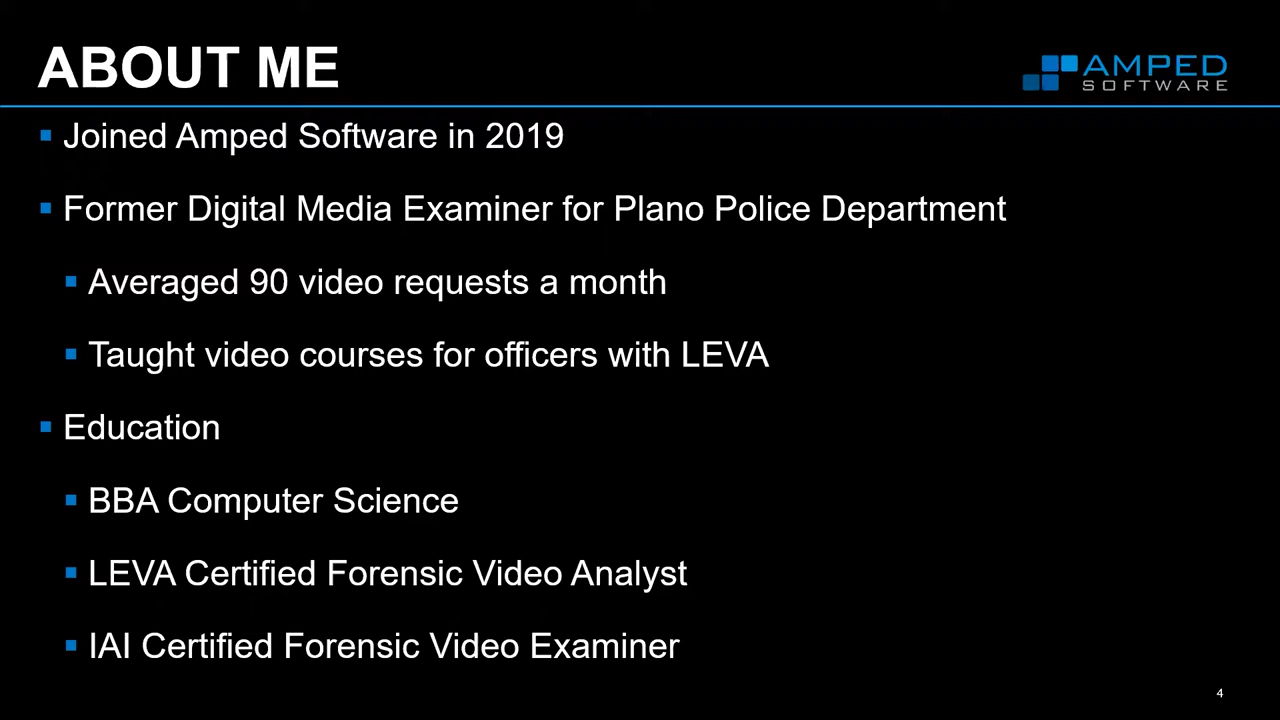 ABOUT ME
AMPED
SOFTWARE
Joined Amped Software in 2019
Former Digital Media Examiner for Plano Police Department
Averaged 90 video requests a month
Taught video courses for officers with LEVA
Education
BBA Computer Science
LEVA Certified Forensic Video Analyst
IAI Certified Forensic Video Examiner
4